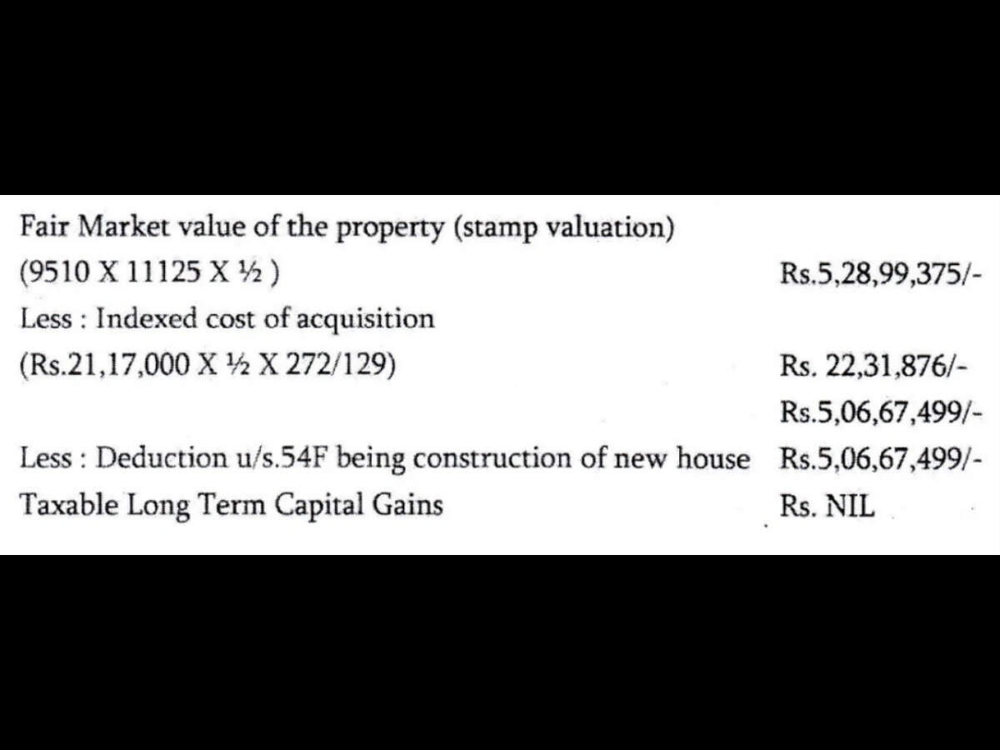 Fair Market value of the property (stamp valuation)
(9510 X 11125 X ½ ) Rs.5,28,99,375/-
Less : Indexed cost of acquisition
(Rs.21,17,000 X ½ X 272/129) Rs. 22,31,876/-
Rs.5,06,67,499/-
Less : Deduction u/s.54F being construction of new house Rs.5,06,67,499/-
Taxable Long Term Capital Gains Rs. NIL